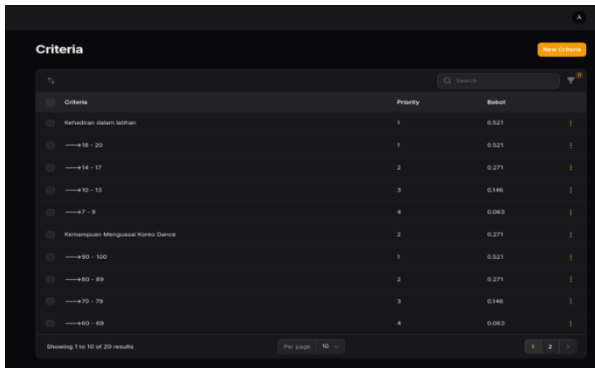 A
Criteria
New Criteria
Search
0
Criteria Priority Bobot
Kehadiran dalam latihan 1 0.521
⟶18 - 20 1 0.521
⟶14 - 17 2 0.271
⟶10 - 13 3 0.146
⟶7 - 9 4 0.063
Kemampuan Menguasai Koreo Dance 2 0.271
⟶90 - 100 1 0.521
⟶80 - 89 2 0.271
⟶70 - 79 3 0.146
⟶60 - 69 4 0.063
Showing 1 to 10 of 20 results Per page 10 1 2